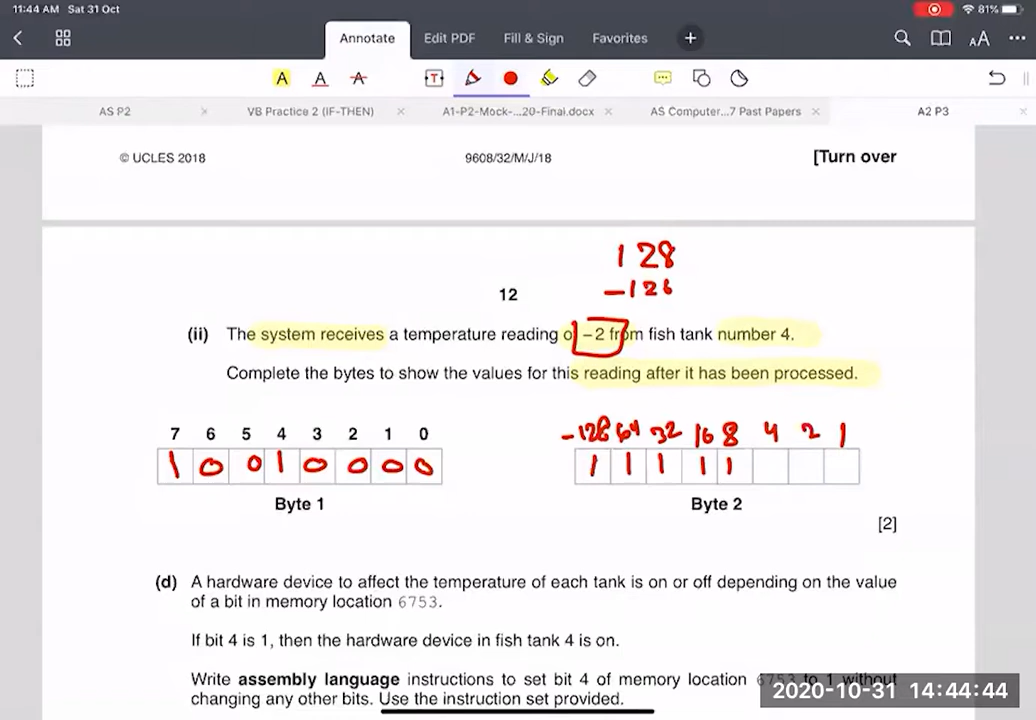 11:44 AM Sat 31 Oct 81%
Annotate Edit PDF Fill & Sign Favorites + AA
A A A T
AS P2 VB Practice 2 (IF-THEN) A1-P2-Mock-...20-Final.docx AS Computer...7 Past Papers A2 P3
© UCLES 2018 9608/32/M/J/18 [Turn over
128
-126
12
(ii) The system receives a temperature reading of -2 from fish tank number 4.
Complete the bytes to show the values for this reading after it has been processed.
7 6 5 4 3 2 1 0 -128 64 32 16 8 4 2 1
1 0 0 1 0 0 0 0 1 1 1 1 1
Byte 1 Byte 2
[2]
(d) A hardware device to affect the temperature of each tank is on or off depending on the value
of a bit in memory location 6753.
If bit 4 is 1, then the hardware device in fish tank 4 is on.
Write assembly language instructions to set bit 4 of memory location 6753 to 1 without
changing any other bits. Use the instruction set provided.
2020-10-31 14:44:44